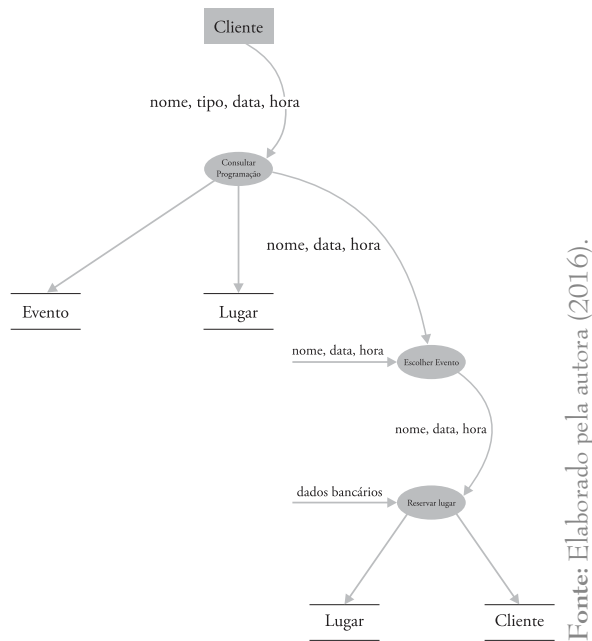 Cliente
nome, tipo, data, hora
Consultar
Programação
nome, data, hora
Evento
Lugar
nome, data, hora
Escolher Evento
nome, data, hora
dados bancários
Reservar lugar
Lugar
Cliente
Fonte: Elaborado pela autora (2016).